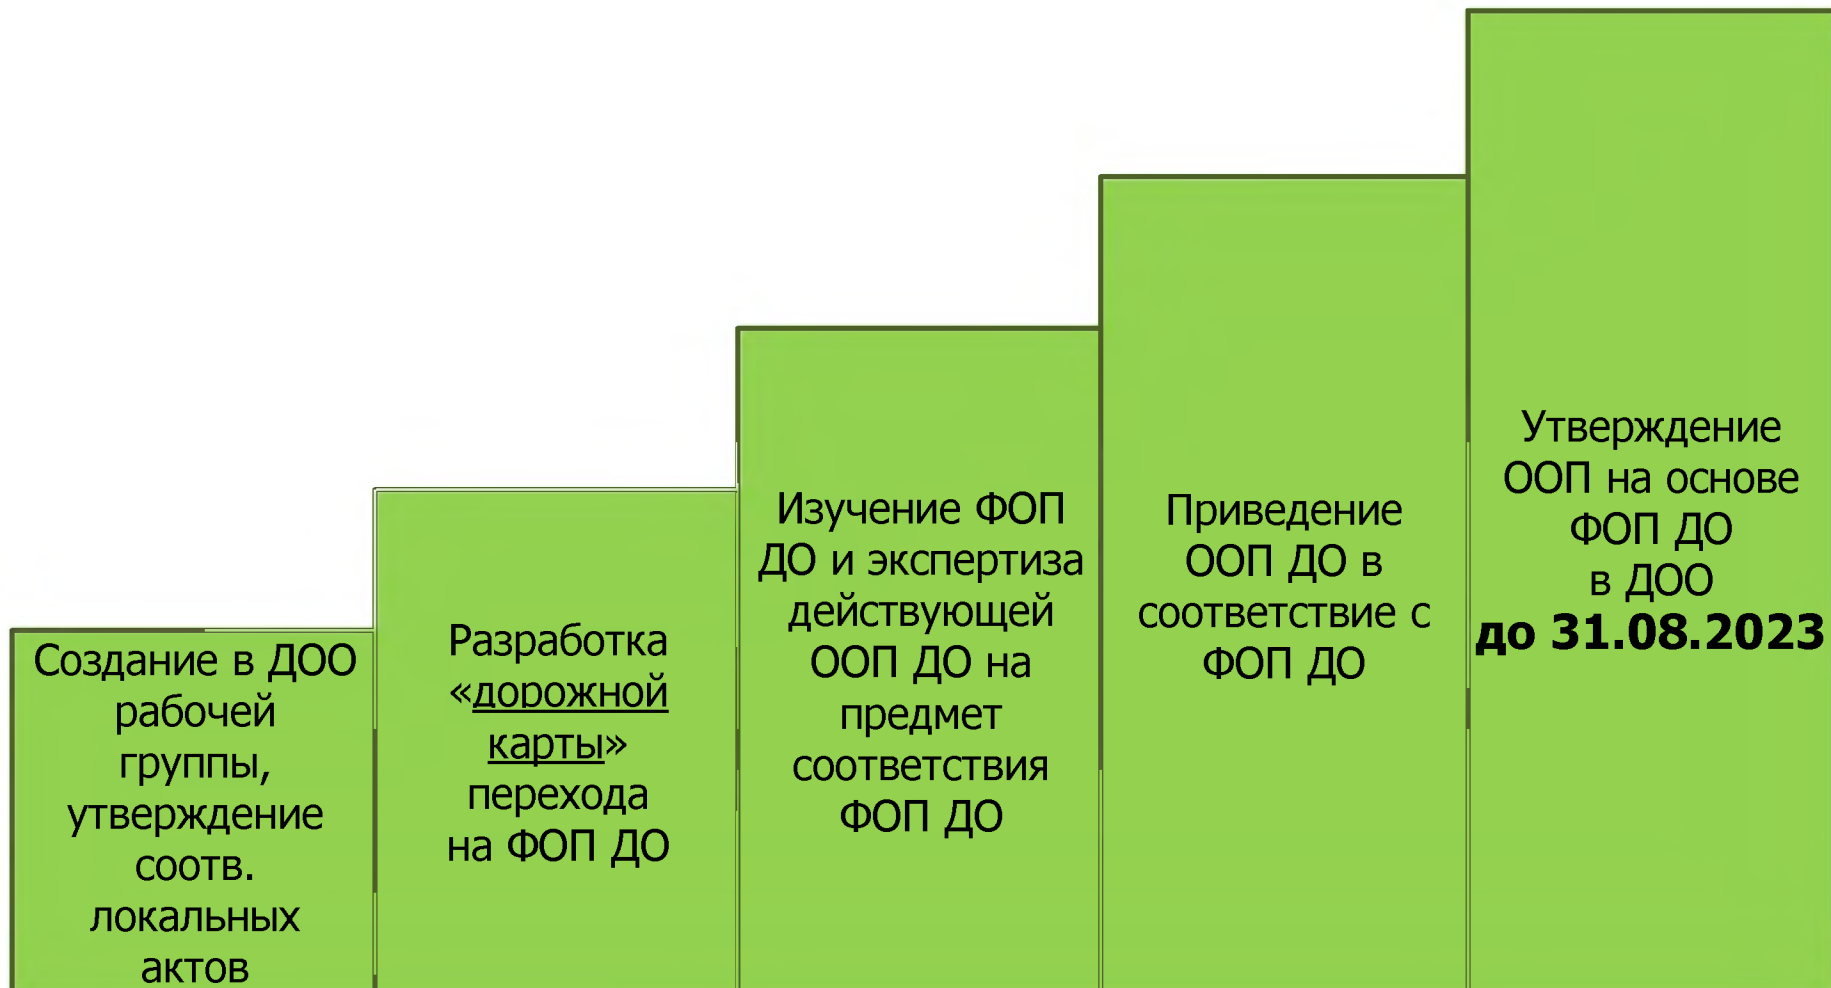 Создание в ДОО
рабочей
группы,
утверждение
соотв.
локальных
актов
Разработка
«дорожной
карты»
перехода
на ФОП ДО
Изучение ФОП
ДО и экспертиза
действующей
ООП ДО на
предмет
соответствия
ФОП ДО
Приведение
ООП ДО в
соответствие с
ФОП ДО
Утверждение
ООП на основе
ФОП ДО
в ДОО
до 31.08.2023